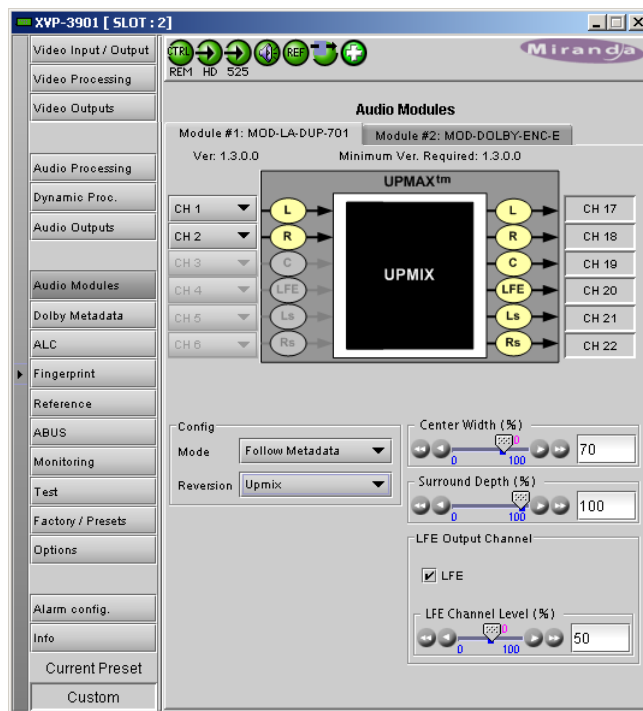 XVP-3901 [ SLOT : 2]
Video Input / Output
Video Processing
Video Outputs
Audio Processing
Dynamic Proc.
Audio Outputs
Audio Modules
Dolby Metadata
ALC
Fingerprint
Reference
ABUS
Monitoring
Test
Factory / Presets
Options
Alarm config.
Info
Current Preset
Custom
CTRL REF
REM HD 525
Miranda
Audio Modules
Module #1: MOD-LA-DUP-701 Module #2: MOD-DOLBY-ENC-E
Ver: 1.3.0.0 Minimum Ver. Required: 1.3.0.0
UPMAXtm
CH 1 L L CH 17
CH 2 R R CH 18
CH 3 C C CH 19
CH 4 LFE UPMIX LFE CH 20
CH 5 Ls Ls CH 21
CH 6 Rs Rs CH 22
Config
Mode Follow Metadata
Reversion Upmix
Center Width (%)
0 100 70
Surround Depth (%)
0 100 100
LFE Output Channel
LFE
LFE Channel Level (%)
0 100 50